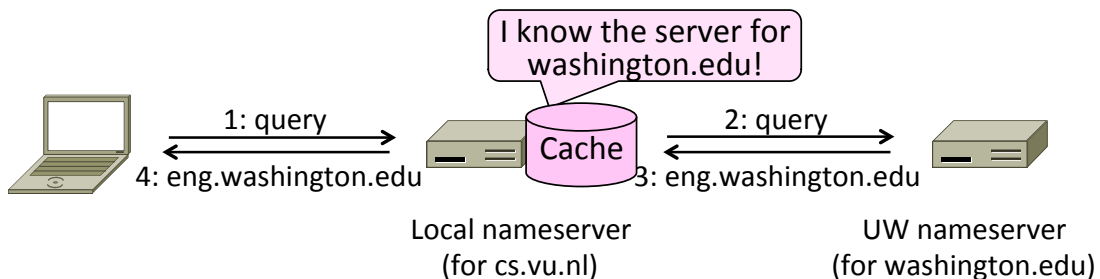 I know the server for
washington.edu!
1: query
Cache
2: query
4: eng.washington.edu
3: eng.washington.edu
Local nameserver
(for cs.vu.nl)
UW nameserver
(for washington.edu)